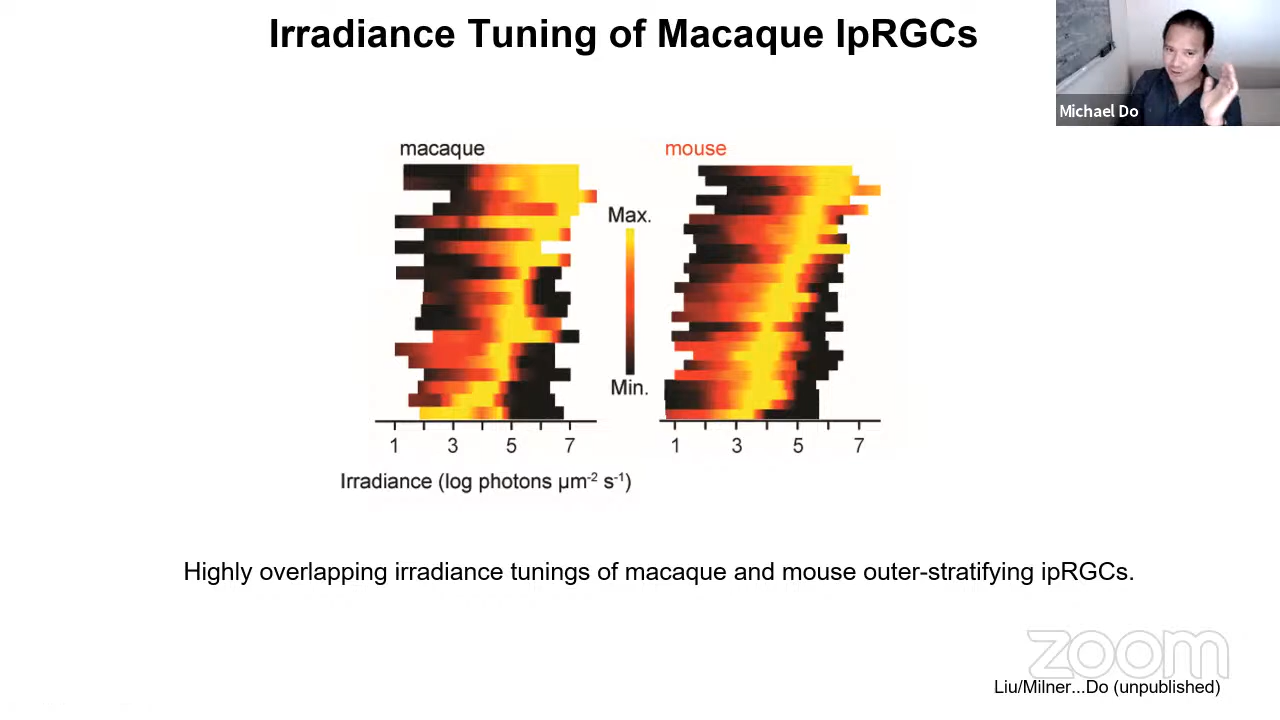 Irradiance Tuning of Macaque IpRGCs
Michael Do
macaque
mouse
Max.
Min.
1 3 5 7
1 3 5 7
Irradiance (log photons µm⁻² s⁻¹)
Highly overlapping irradiance tunings of macaque and mouse outer-stratifying ipRGCs.
zoom
Liu/Milner...Do (unpublished)